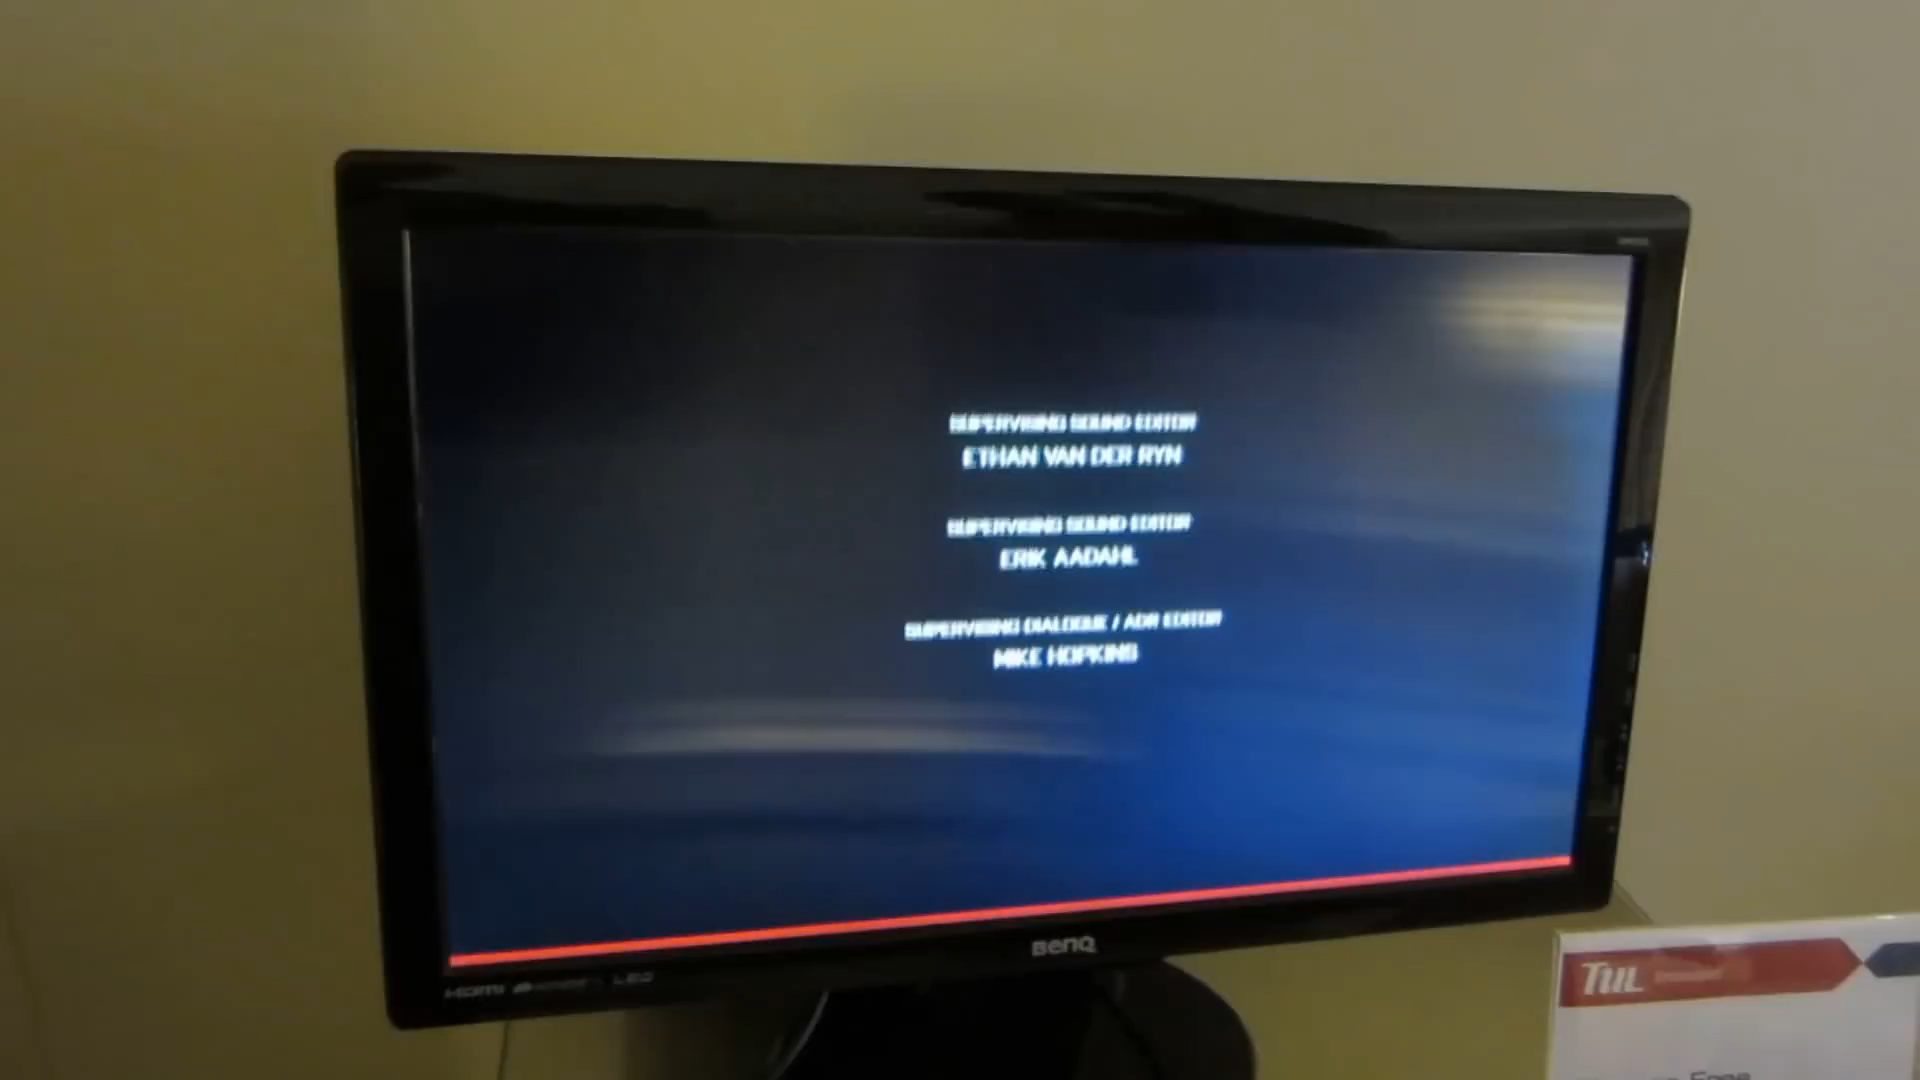 SUPERVISING SOUND EDITOR
ETHAN VAN DER RYN
SUPERVISING SOUND EDITOR
ERIK AADAHL
SUPERVISING DIALOGUE / ADR EDITOR
MIKE HOPKINS
BenQ
HDMI
LED
TUL